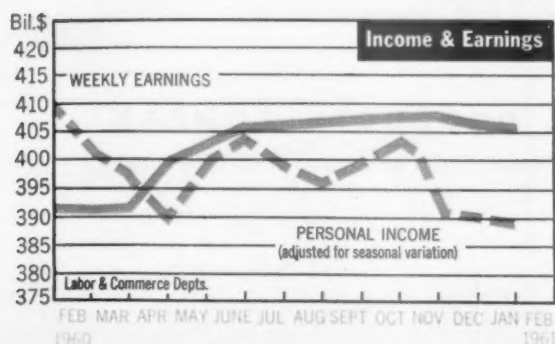 Bil.$
Income & Earnings
420
415
410
405
400
395
390
385
380
375
WEEKLY EARNINGS
PERSONAL INCOME
(adjusted for seasonal variation)
Labor & Commerce Depts.
FEB MAR APR MAY JUNE JUL AUG SEPT OCT NOV DEC JAN FEB
1960 1961